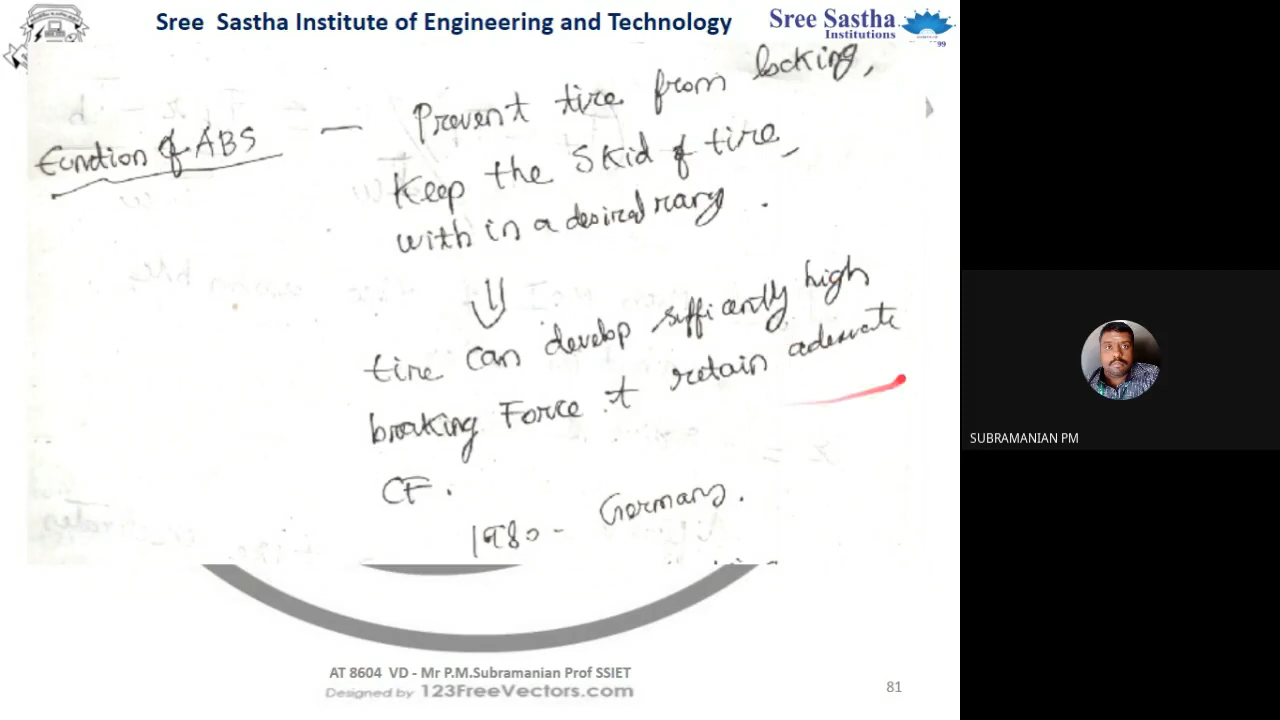 Sree Sastha Institute of Engineering and Technology
Sree Sastha
Institutions
Function of ABS — Prevent tire from locking,
Keep the skid of tire,
with in a desired rang.
tire can develop sufficently high
braking Force & retain adequate
CF.
1980 - Germany.
AT 8604 VD - Mr P.M.Subramanian Prof SSIET
Designed by 123FreeVectors.com
81
SUBRAMANIAN PM